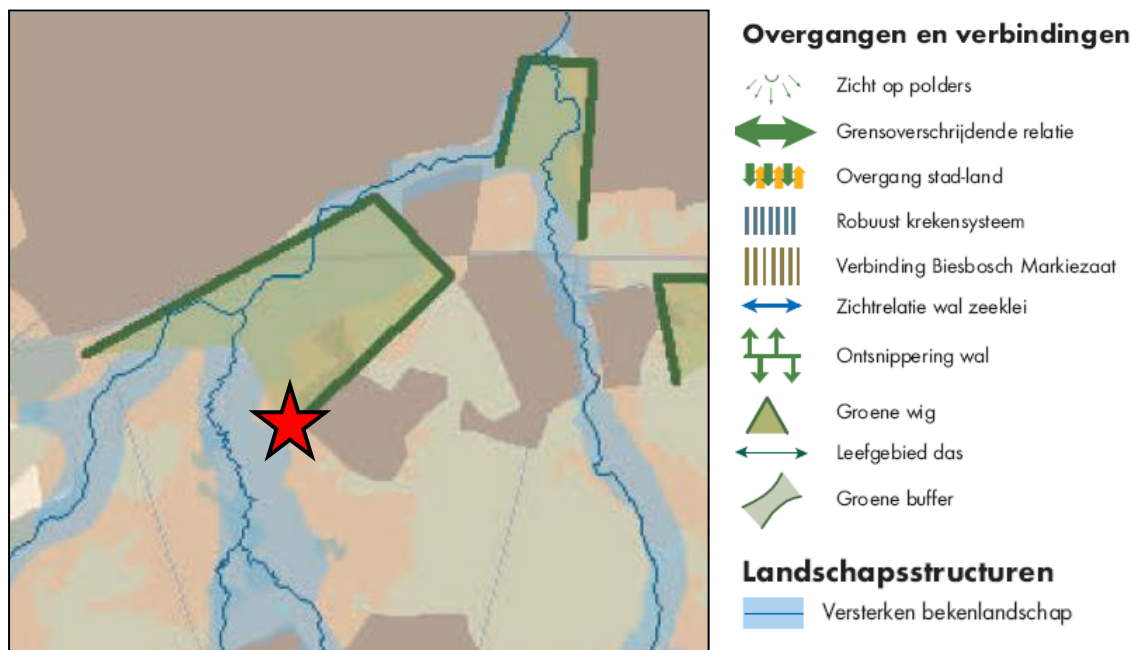 Overgangen en verbindingen
Zicht op polders
Grensoverschrijdende relatie
Overgang stad-land
Robuust krekensysteem
Verbinding Biesbosch Markiezaat
Zichtrelatie wal zeeklei
Ontsnippering wal
Groene wig
Leefgebied das
Groene buffer
Landschapsstructuren
Versterken bekenlandschap